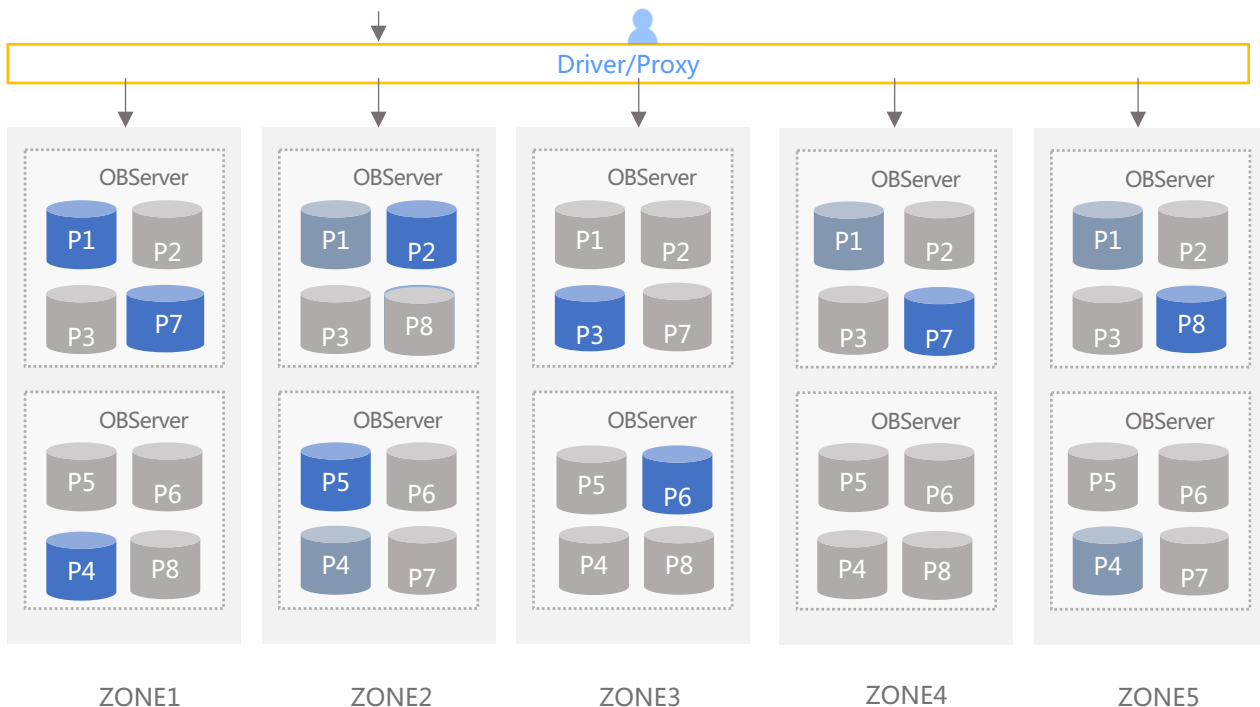 Driver/Proxy
OBServer OBServer OBServer OBServer OBServer
P1 P2 P1 P2 P1 P2 P1 P2 P1 P2
P3 P7 P3 P8 P3 P7 P3 P7 P3 P8
OBServer OBServer OBServer OBServer OBServer
P5 P6 P5 P6 P5 P6 P5 P6 P5 P6
P4 P8 P4 P7 P4 P8 P4 P8 P4 P7
ZONE1 ZONE2 ZONE3 ZONE4 ZONE5